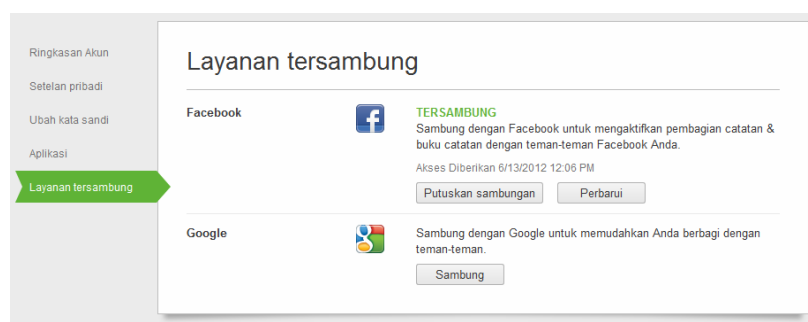 Ringkasan Akun
Setelan pribadi
Ubah kata sandi
Aplikasi
Layanan tersambung
Layanan tersambung
Facebook
TERSAMBUNG
Sambung dengan Facebook untuk mengaktifkan pembagian catatan &
buku catatan dengan teman-teman Facebook Anda.
Akses Diberikan 6/13/2012 12:06 PM
Putuskan sambungan
Perbarui
Google
Sambung dengan Google untuk memudahkan Anda berbagi dengan
teman-teman.
Sambung